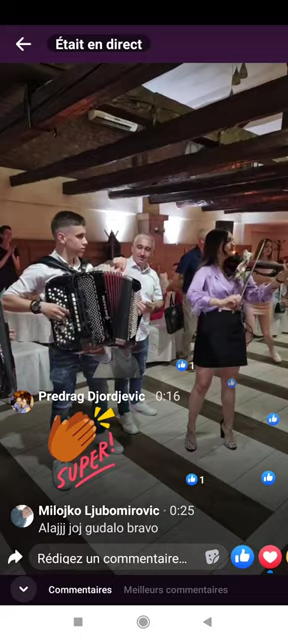 Était en direct
1
Predrag Djordjevic 0:16
SUPER!
1
Milojko Ljubomirovic · 0:25
Alajjj joj gudalo bravo
Rédigez un commentaire...
Commentaires Meilleurs commentaires